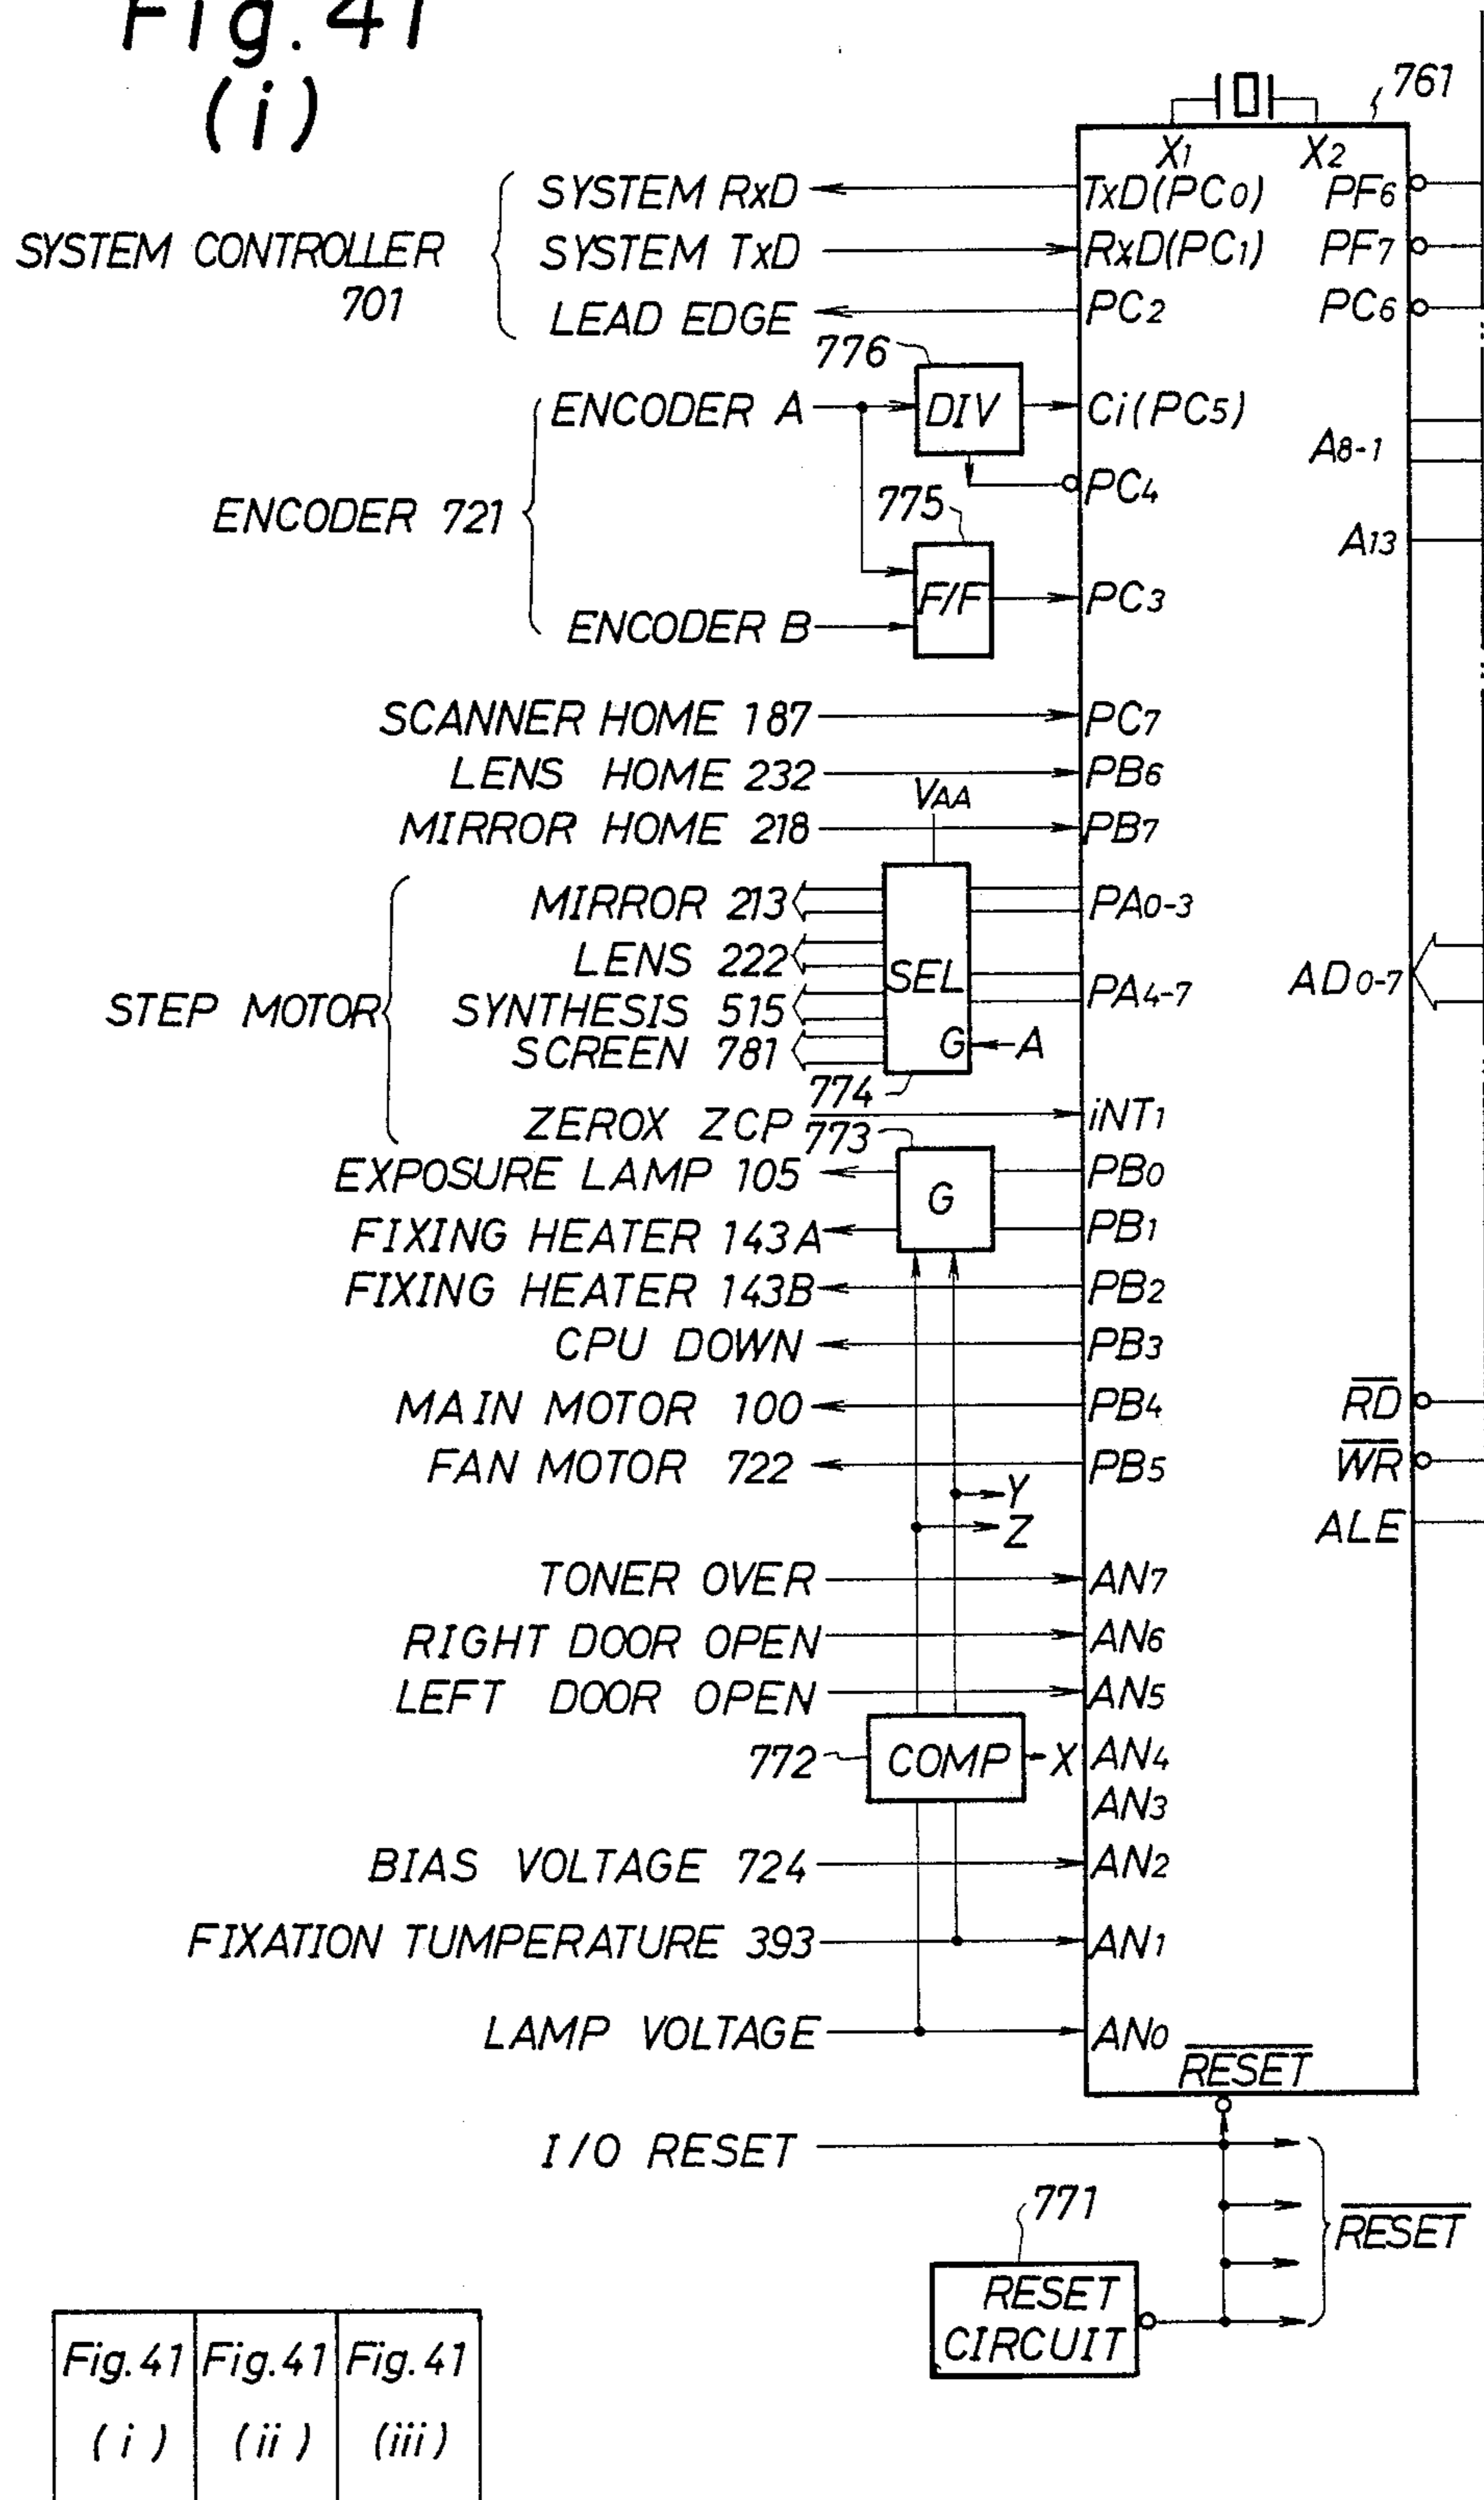 Fig. 41
(i)
761
X1 X2
SYSTEM RxD TxD(PC0) PF6
SYSTEM CONTROLLER SYSTEM TxD RxD(PC1) PF7
701 LEAD EDGE PC2 PC6
776
ENCODER A DIV Ci(PC5)
A8-1
PC4
775
ENCODER 721
A13
F/F PC3
ENCODER B
SCANNER HOME 187 PC7
LENS HOME 232 PB6
VAA
MIRROR HOME 218 PB7
MIRROR 213 PA0-3
LENS 222 SEL AD0-7
STEP MOTOR SYNTHESIS 515 PA4-7
SCREEN 781 G A
774
ZEROX ZCP iNT1
773
EXPOSURE LAMP 105 G PB0
FIXING HEATER 143A PB1
FIXING HEATER 143B PB2
CPU DOWN PB3
MAIN MOTOR 100 PB4 RD
FAN MOTOR 722 PB5 WR
Y
Z ALE
TONER OVER AN7
RIGHT DOOR OPEN AN6
LEFT DOOR OPEN AN5
772 COMP X AN4
AN3
BIAS VOLTAGE 724 AN2
FIXATION TUMPERATURE 393 AN1
LAMP VOLTAGE AN0
RESET
I/O RESET
771
RESET
RESET
CIRCUIT
Fig. 41 Fig. 41 Fig. 41
(i) (ii) (iii)